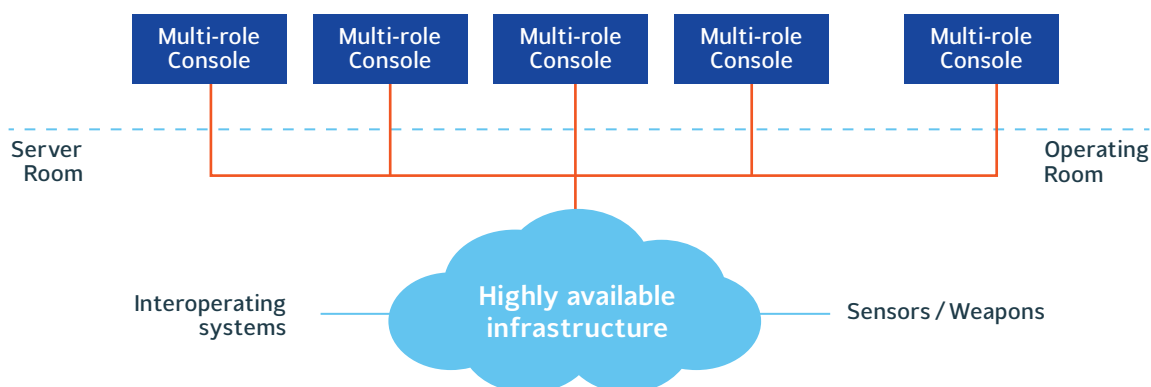 Multi-role
Console
Multi-role
Console
Multi-role
Console
Multi-role
Console
Multi-role
Console
Server
Room
Operating
Room
Interoperating
systems
Highly available
infrastructure
Sensors / Weapons